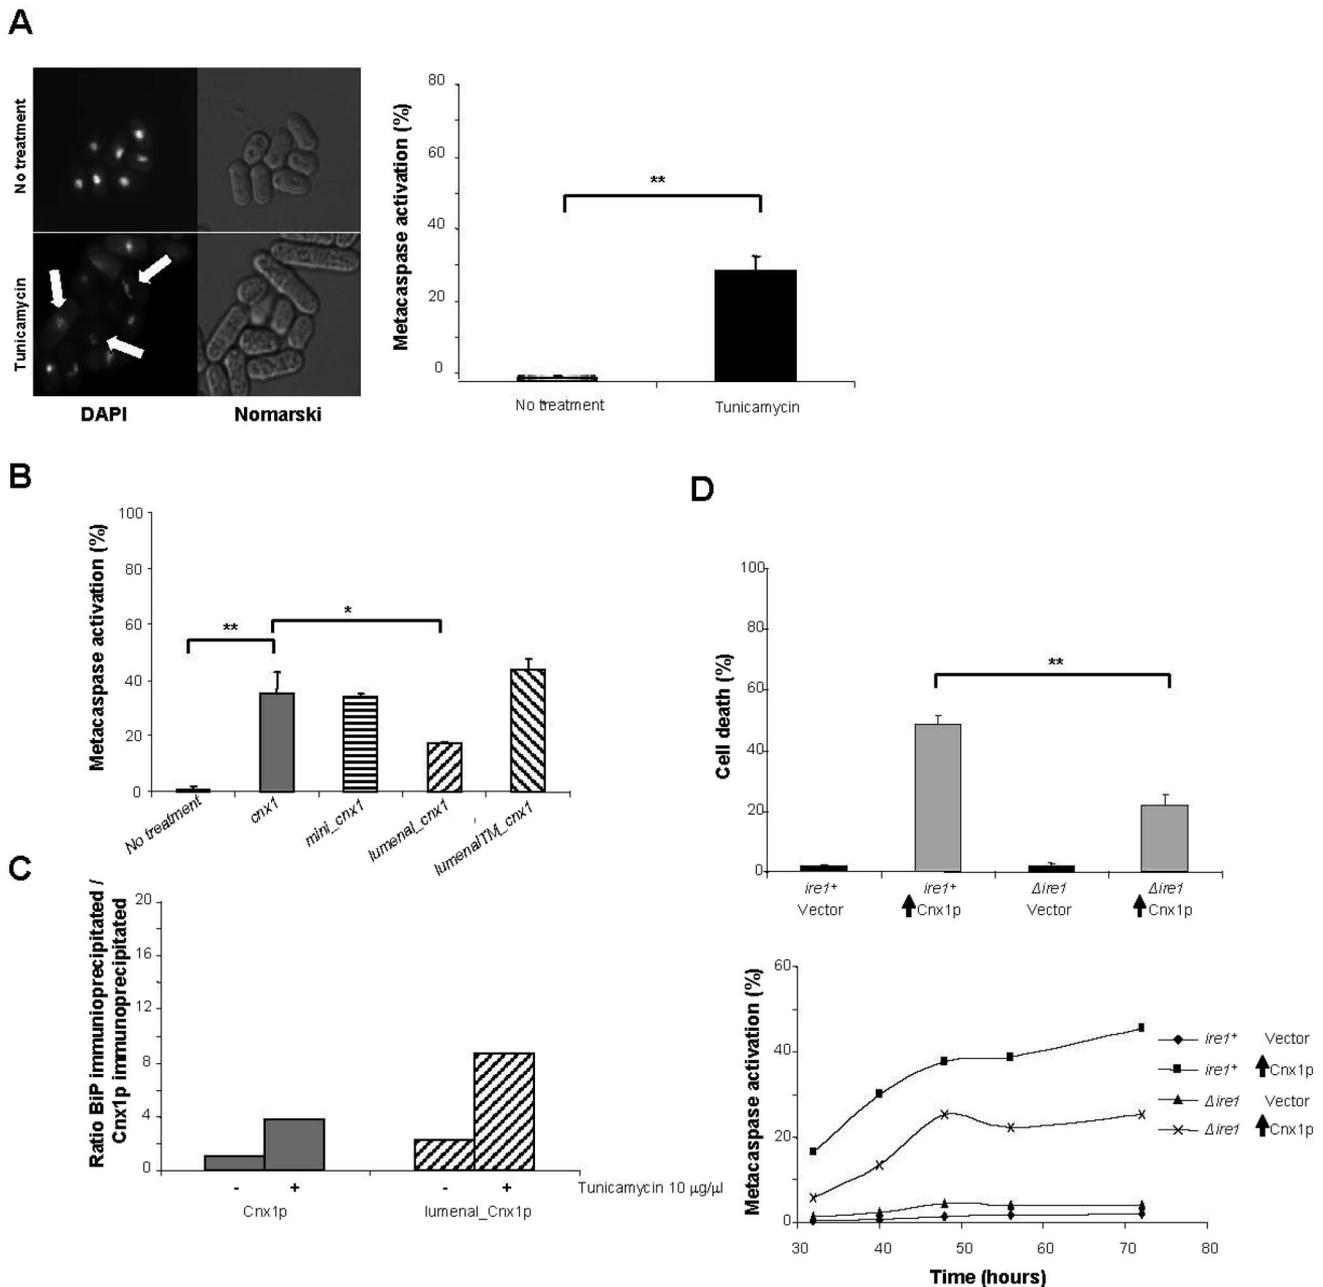 A
No treatment
Tunicamycin
DAPI
Nomarski
Metacaspase activation (%)
80
60
40
20
0
**
No treatment
Tunicamycin
B
Metacaspase activation (%)
100
80
60
40
20
0
**
*
No treatment
cnx1
mini_cnx1
lumenal_cnx1
lumenalTM_cnx1
C
Ratio BiP immunioprecipitated /
Cnx1p immunoprecipitated
20
16
12
8
4
0
- + - + Tunicamycin 10 µg/µl
Cnx1p lumenal_Cnx1p
D
Cell death (%)
100
80
60
40
20
0
**
ire1+ ire1+ Δire1 Δire1
Vector Cnx1p Vector Cnx1p
Metacaspase activation (%)
60
40
20
0
30 40 50 60 70 80
Time (hours)
ire1+ Vector
ire1+ Cnx1p
Δire1 Vector
Δire1 Cnx1p